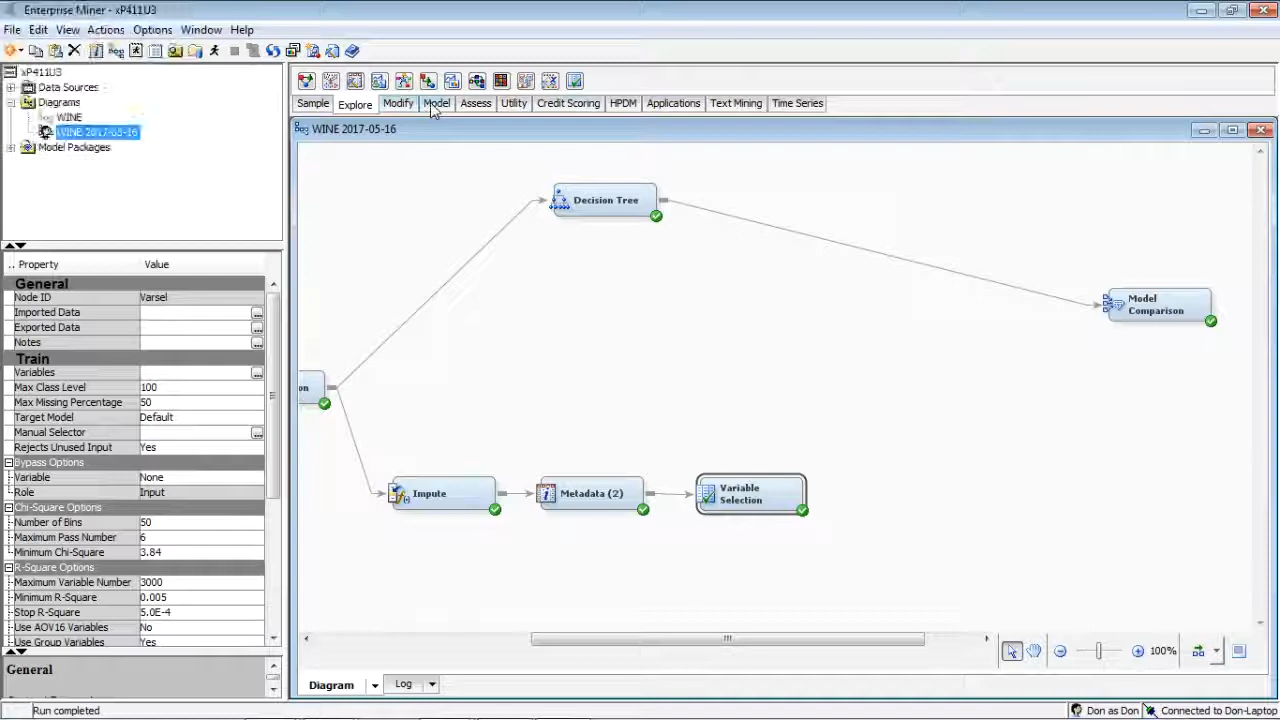 Enterprise Miner - xP411U3
File Edit View Actions Options Window Help
xP411U3
Data Sources
Diagrams
WINE
WINE 2017-05-16
Model Packages
.. Property Value
General
Node ID Varsel
Imported Data ...
Exported Data ...
Notes ...
Train
Variables ...
Max Class Level 100
Max Missing Percentage 50
Target Model Default
Manual Selector ...
Rejects Unused Input Yes
Bypass Options
Variable None
Role Input
Chi-Square Options
Number of Bins 50
Maximum Pass Number 6
Minimum Chi-Square 3.84
R-Square Options
Maximum Variable Number 3000
Minimum R-Square 0.005
Stop R-Square 5.0E-4
Use AOV16 Variables No
Use Group Variables Yes
General
Sample Explore Modify Model Assess Utility Credit Scoring HPDM Applications Text Mining Time Series
WINE 2017-05-16
Decision Tree
Model
Comparison
on
Impute
Metadata (2)
Variable
Selection
100%
Diagram Log
Run completed
Don as Don Connected to Don-Laptop